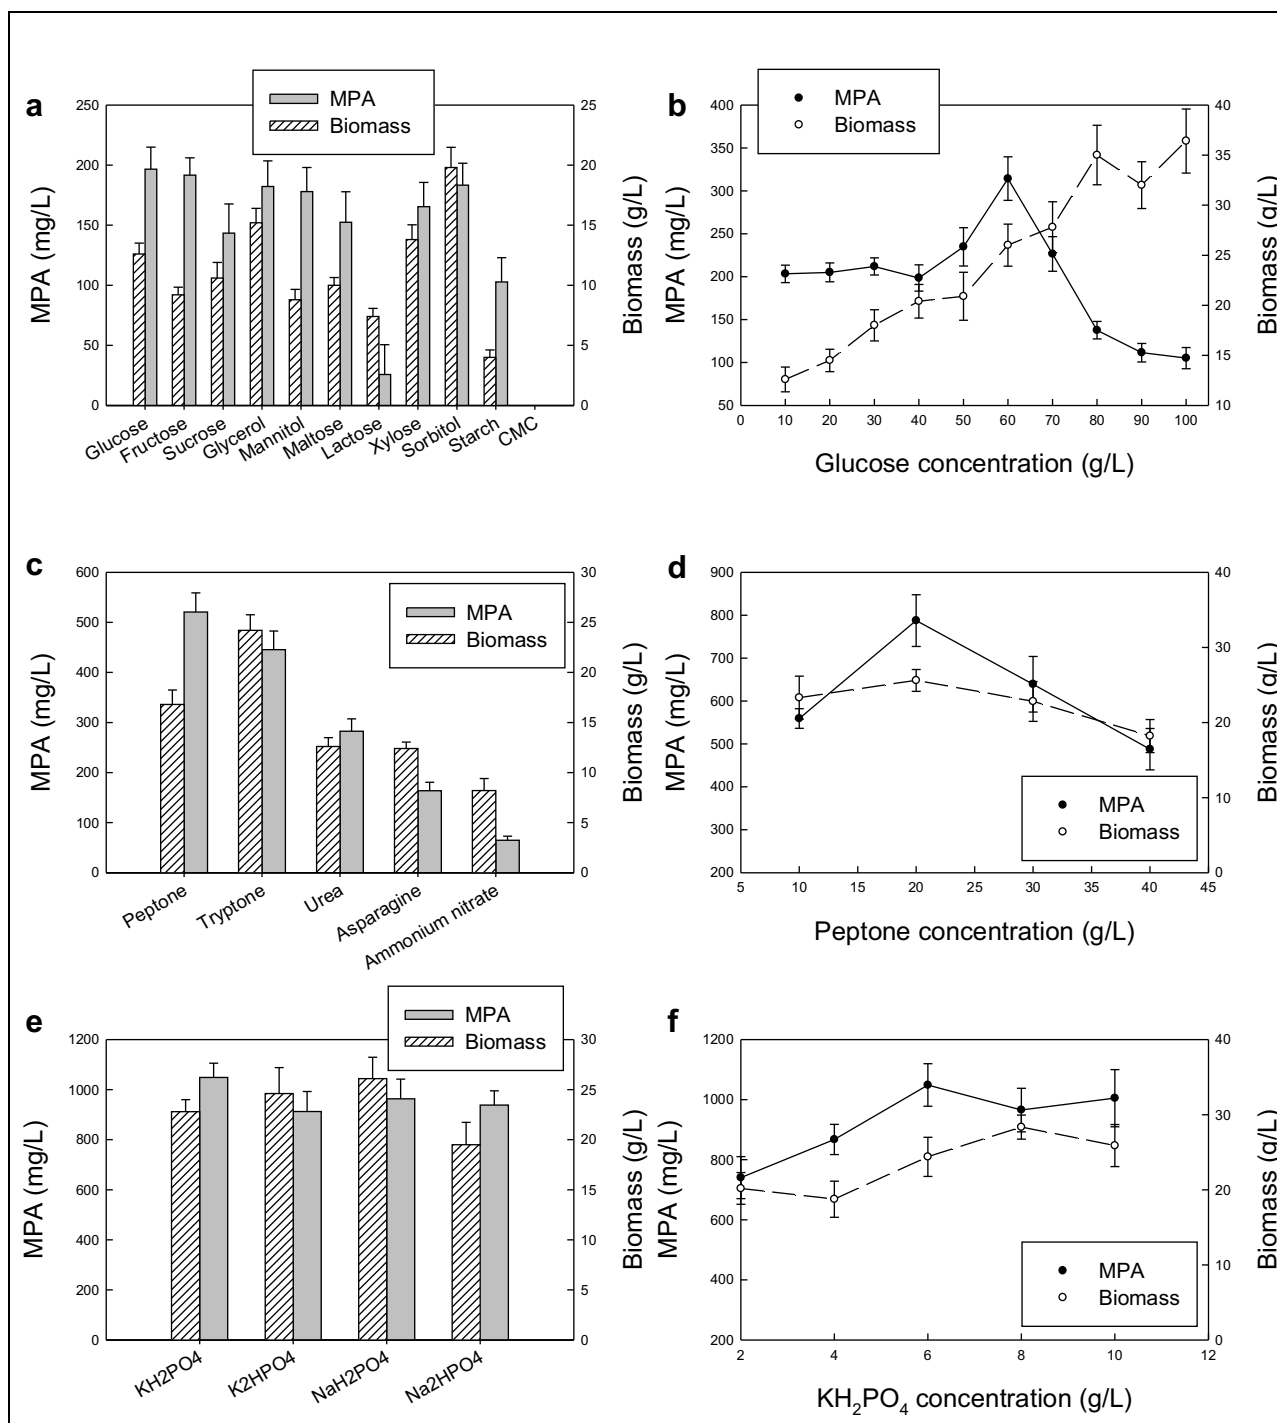 a
MPA
Biomass
250
200
150
100
50
0
MPA (mg/L)
25
20
15
10
5
0
Biomass (g/L)
Glucose
Fructose
Sucrose
Glycerol
Mannitol
Maltose
Lactose
Xylose
Sorbitol
Starch
CMC
b
MPA
Biomass
400
350
300
250
200
150
100
50
MPA (mg/L)
40
35
30
25
20
15
10
Biomass (g/L)
0 10 20 30 40 50 60 70 80 90 100
Glucose concentration (g/L)
c
MPA
Biomass
600
500
400
300
200
100
0
MPA (mg/L)
30
25
20
15
10
5
0
Biomass (g/L)
Peptone
Tryptone
Urea
Asparagine
Ammonium nitrate
d
900
800
700
600
500
400
300
200
MPA (mg/L)
MPA
Biomass
40
30
20
10
0
Biomass (g/L)
5 10 15 20 25 30 35 40 45
Peptone concentration (g/L)
e
MPA
Biomass
1200
1000
800
600
400
200
0
MPA (mg/L)
30
25
20
15
10
5
0
Biomass (g/L)
KH2PO4
K2HPO4
NaH2PO4
Na2HPO4
f
1200
1000
800
600
400
200
MPA (mg/L)
MPA
Biomass
40
30
20
10
0
Biomass (g/L)
2 4 6 8 10 12
KH₂PO₄ concentration (g/L)